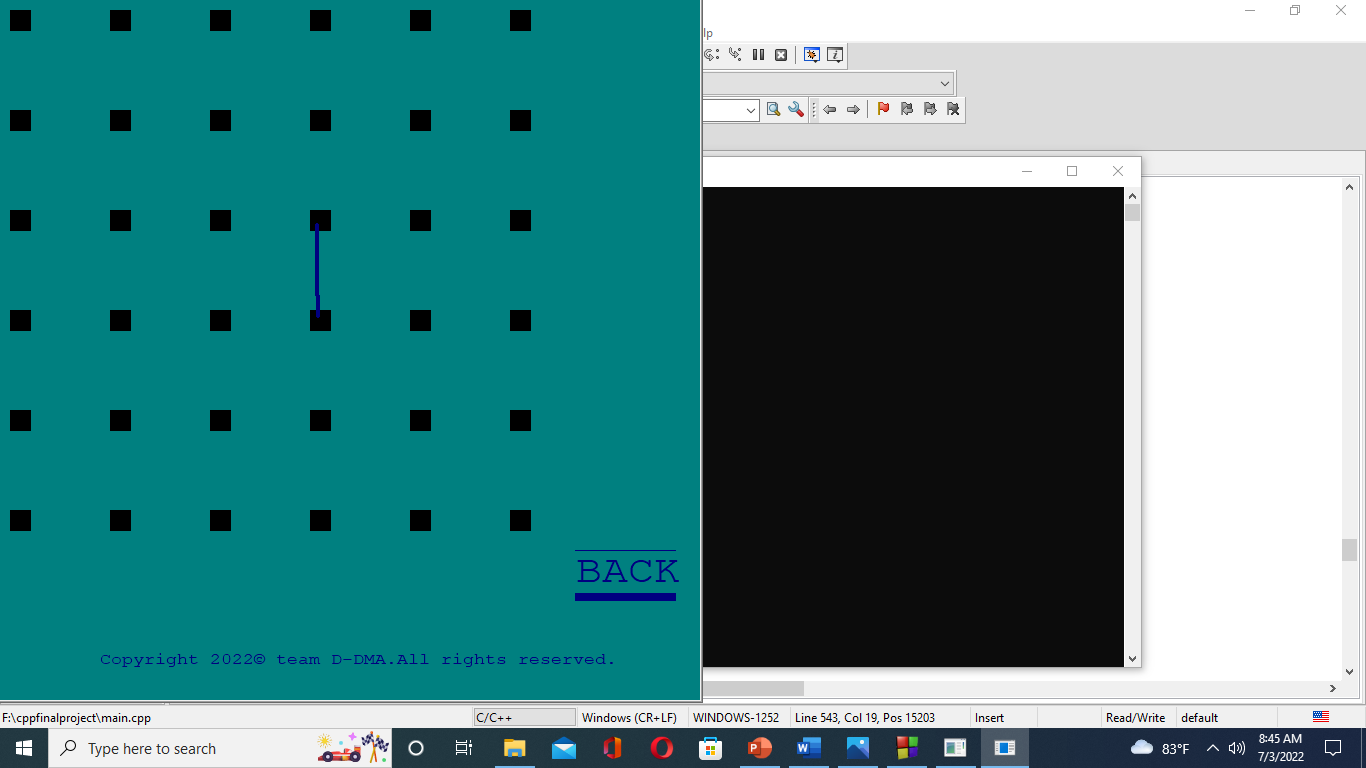 lp
BACK
Copyright 2022© team D-DMA.All rights reserved.
F:\cppfinalproject\main.cpp
C/C++
Windows (CR+LF)
WINDOWS-1252
Line 543, Col 19, Pos 15203
Insert
Read/Write
default
Type here to search
83°F
8:45 AM
7/3/2022